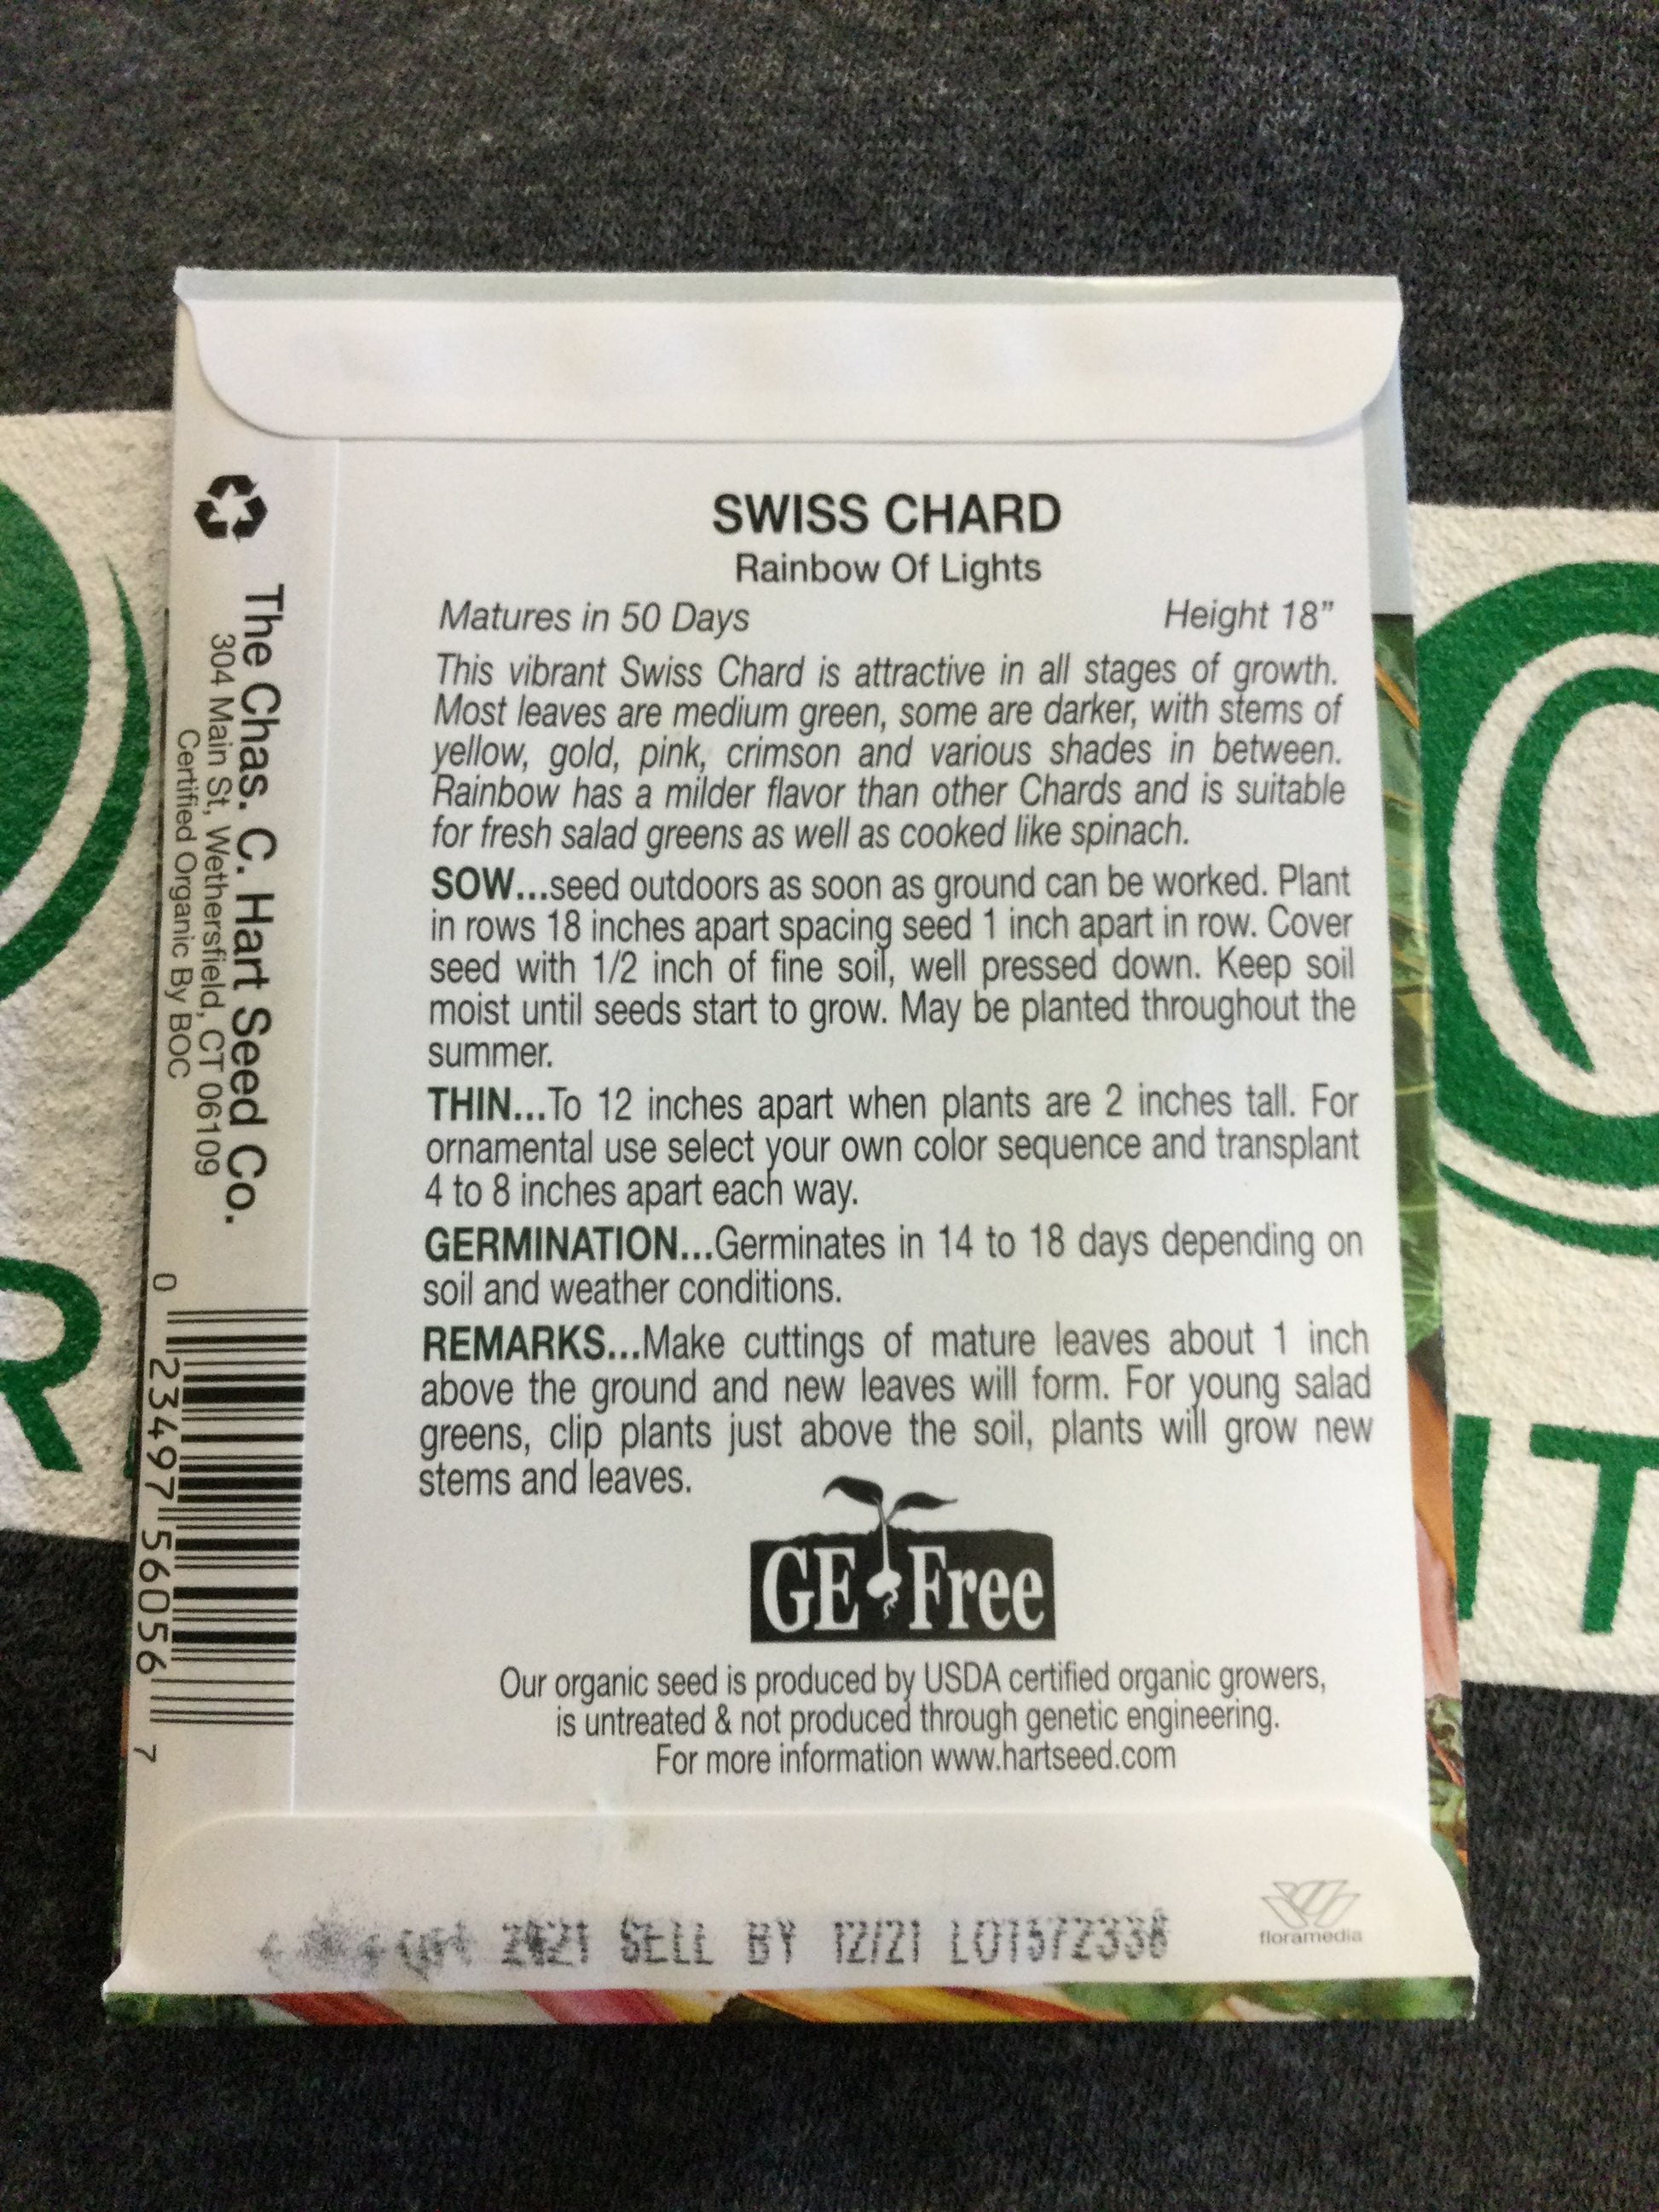 SWISS CHARD
Rainbow Of Lights
Matures in 50 Days Height 18”
This vibrant Swiss Chard is attractive in all stages of growth.
Most leaves are medium green, some are darker, with stems of
yellow, gold, pink, crimson and various shades in between.
Rainbow has a milder flavor than other Chards and is suitable
for fresh salad greens as well as cooked like spinach.
SOW...seed outdoors as soon as ground can be worked. Plant
in rows 18 inches apart spacing seed 1 inch apart in row. Cover
seed with 1/2 inch of fine soil, well pressed down. Keep soil
moist until seeds start to grow. May be planted throughout the
summer.
THIN...To 12 inches apart when plants are 2 inches tall. For
ornamental use select your own color sequence and transplant
4 to 8 inches apart each way.
GERMINATION...Germinates in 14 to 18 days depending on
soil and weather conditions.
REMARKS...Make cuttings of mature leaves about 1 inch
above the ground and new leaves will form. For young salad
greens, clip plants just above the soil, plants will grow new
stems and leaves.
GE Free
Our organic seed is produced by USDA certified organic growers,
is untreated & not produced through genetic engineering.
For more information www.hartseed.com
2021 SELL BY 12/21
floramedia
The Chas. C. Hart Seed Co.
304 Main St, Wethersfield, CT 06109
Certified Organic By BOC
0 23497 56056 7
R
IT